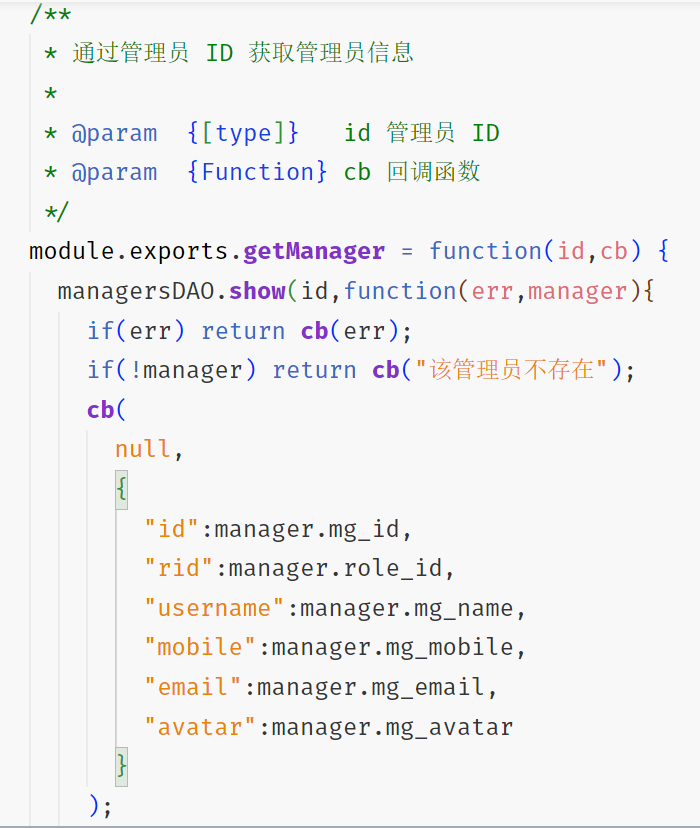 /**
 * 通过管理员 ID 获取管理员信息
 *
 * @param  {[type]}   id 管理员 ID
 * @param  {Function} cb 回调函数
 */
module.exports.getManager = function(id,cb) {
  managersDAO.show(id,function(err,manager){
    if(err) return cb(err);
    if(!manager) return cb("该管理员不存在");
    cb(
      null,
      {
        "id":manager.mg_id,
        "rid":manager.role_id,
        "username":manager.mg_name,
        "mobile":manager.mg_mobile,
        "email":manager.mg_email,
        "avatar":manager.mg_avatar
      }
    );